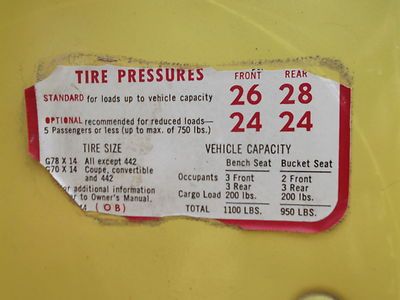 TIRE PRESSURES FRONT REAR
STANDARD for loads up to vehicle capacity 26 28
OPTIONAL recommended for reduced loads— 24 24
5 Passengers or less (up to max. of 750 lbs.)
TIRE SIZE VEHICLE CAPACITY
G78 X 14 All except 442 Bench Seat Bucket Seat
G70 X 14 Coupe, convertible and 442
Occupants 3 Front 2 Front
3 Rear 3 Rear
Cargo Load 200 lbs. 200 lbs.
TOTAL 1100 LBS. 950 LBS.
additional information
to Owner's Manual.
(OB)